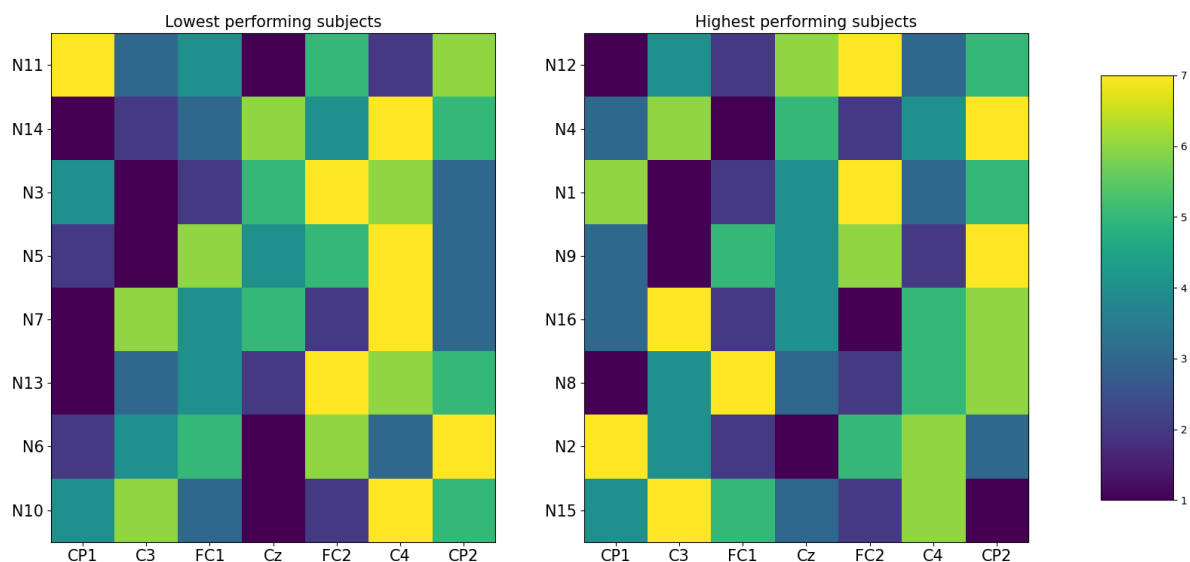 Lowest performing subjects
Highest performing subjects
N11
N14
N3
N5
N7
N13
N6
N10
CP1 C3 FC1 Cz FC2 C4 CP2
N12
N4
N1
N9
N16
N8
N2
N15
CP1 C3 FC1 Cz FC2 C4 CP2
7
6
5
4
3
2
1